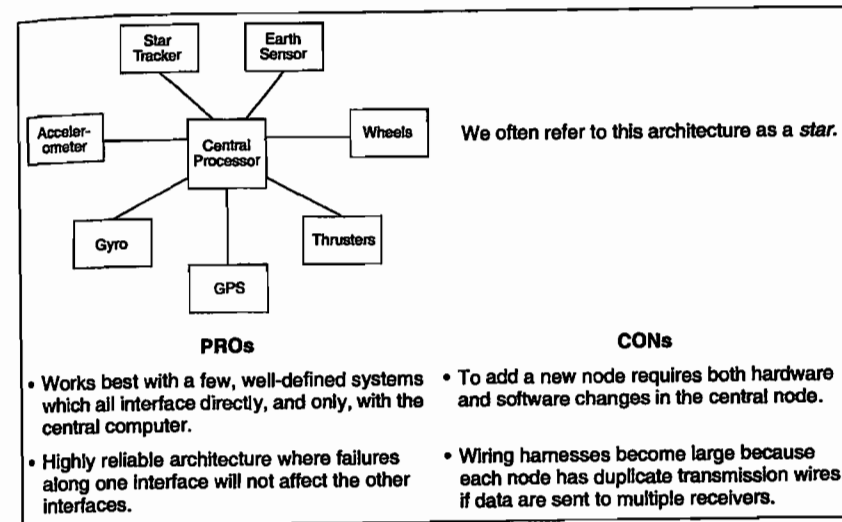 Star
Tracker
Earth
Sensor
Acceler-
ometer
Central
Processor
Wheels
We often refer to this architecture as a star.
Gyro
Thrusters
GPS
PROs
• Works best with a few, well-defined systems
which all interface directly, and only, with the
central computer.
• Highly reliable architecture where failures
along one interface will not affect the other
interfaces.
CONs
• To add a new node requires both hardware
and software changes in the central node.
• Wiring harnesses become large because
each node has duplicate transmission wires
if data are sent to multiple receivers.